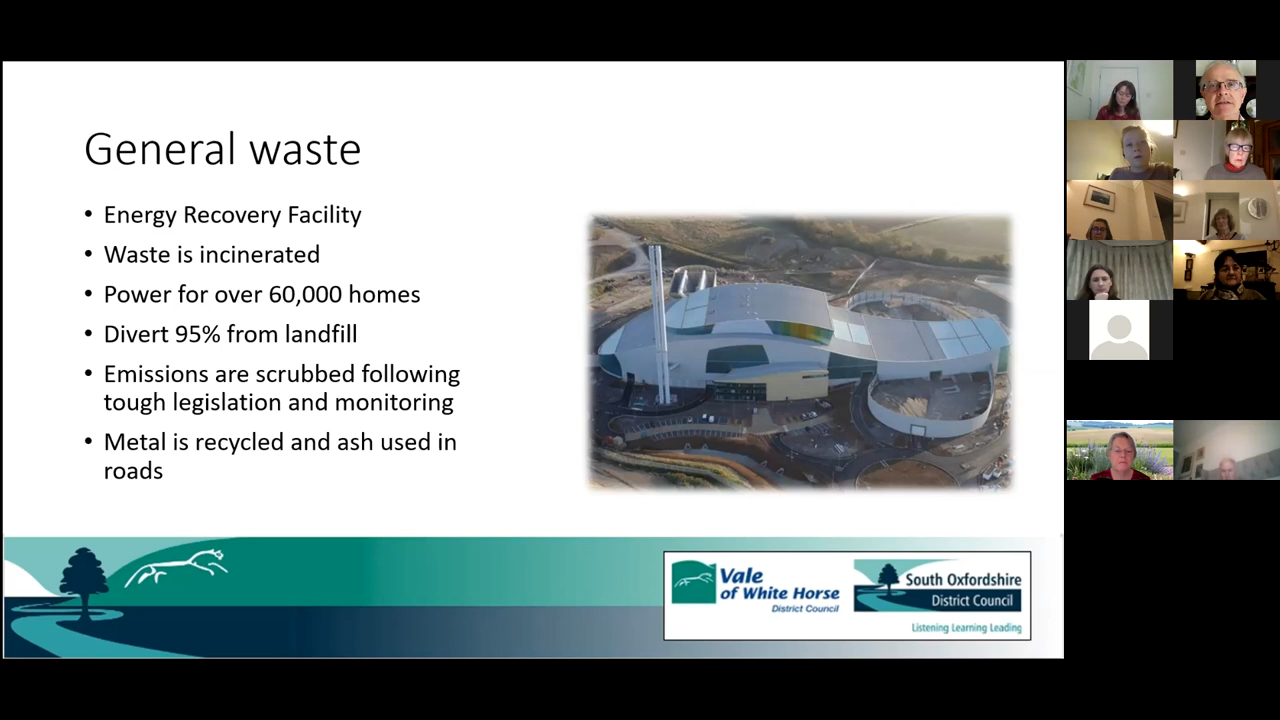 General waste
• Energy Recovery Facility
• Waste is incinerated
• Power for over 60,000 homes
• Divert 95% from landfill
• Emissions are scrubbed following
tough legislation and monitoring
• Metal is recycled and ash used in
roads
Vale
of White Horse
District Council
South Oxfordshire
District Council
Listening Learning Leading